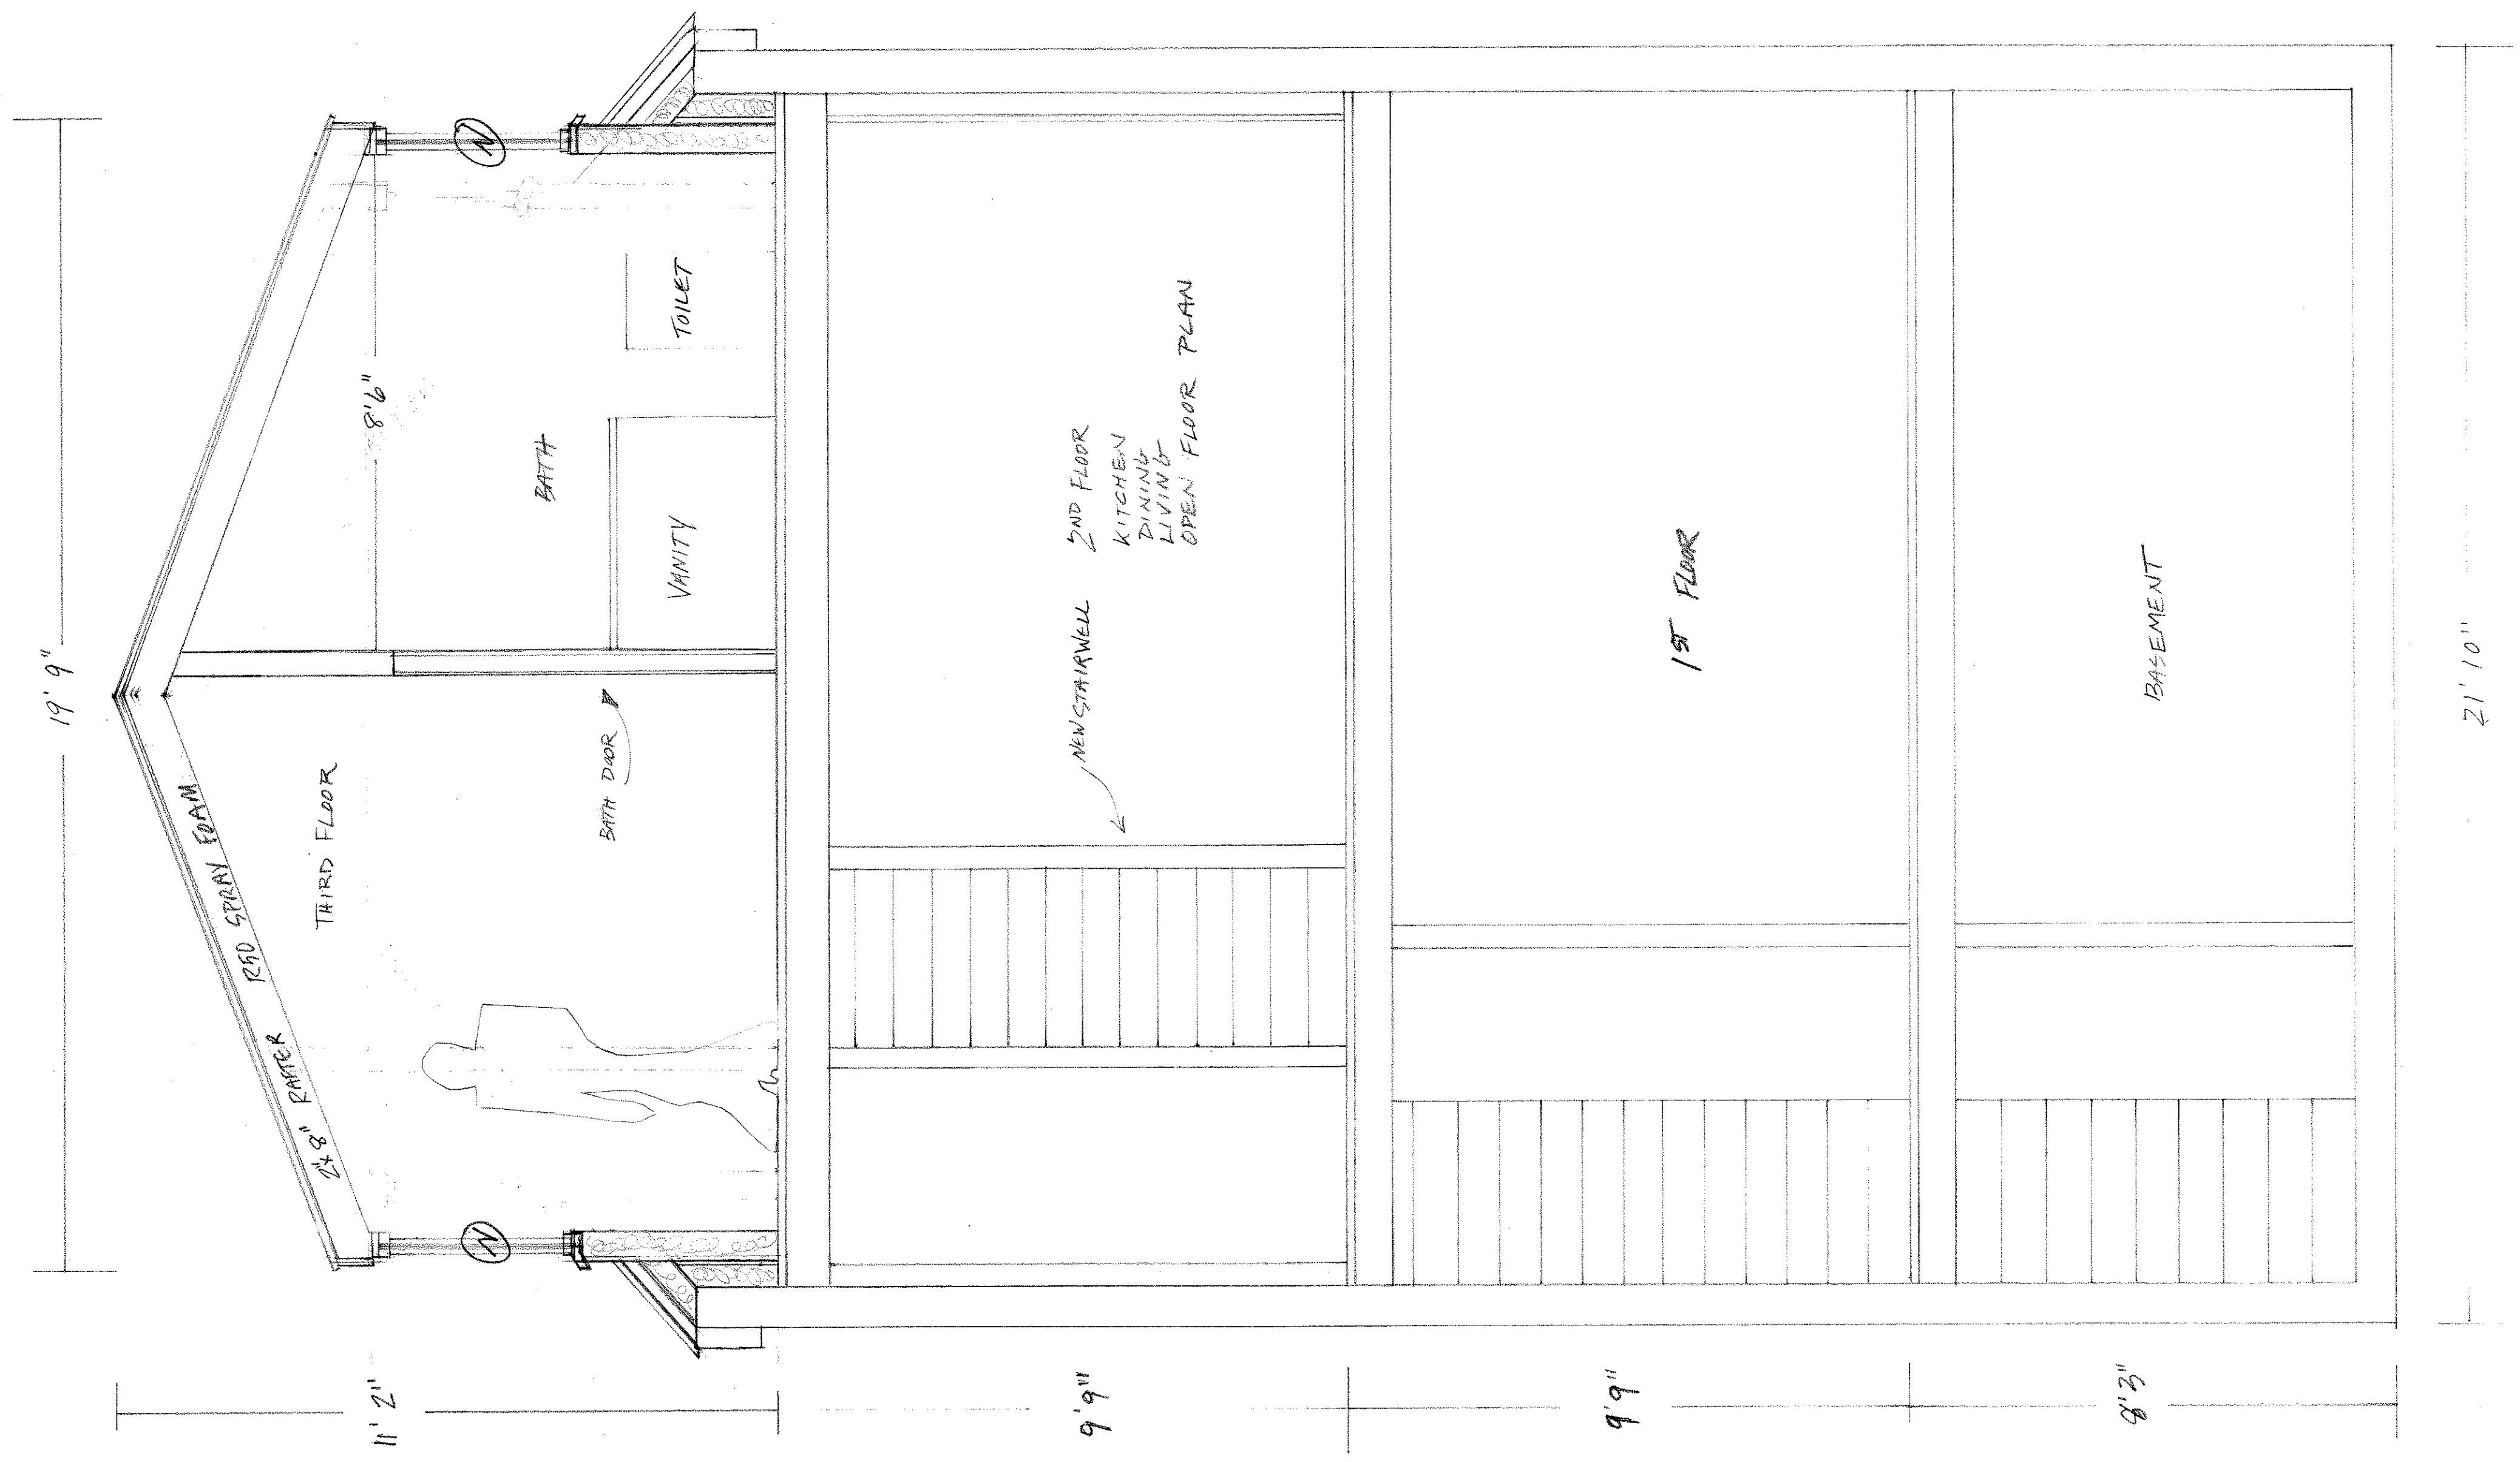 19' 9"
2"x 8" RAFTER R50 SPRAY FOAM
THIRD FLOOR
8'6"
11' 2"
N
N
BATH
BATH DOOR
VANITY
TOILET
NEW STAIRWELL
2ND FLOOR
KITCHEN
DINING
LIVING
OPEN FLOOR PLAN
9'9"
1ST FLOOR
9'9"
BASEMENT
8'3"
21' 10"